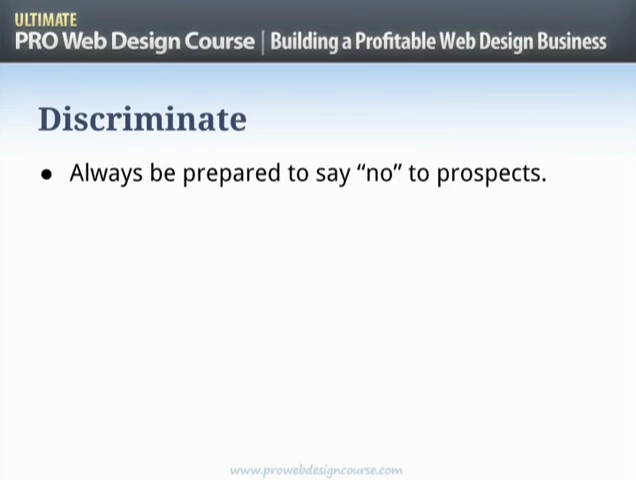 ULTIMATE
PRO Web Design Course | Building a Profitable Web Design Business
Discriminate
● Always be prepared to say “no” to prospects.
www.prowebdesigncourse.com